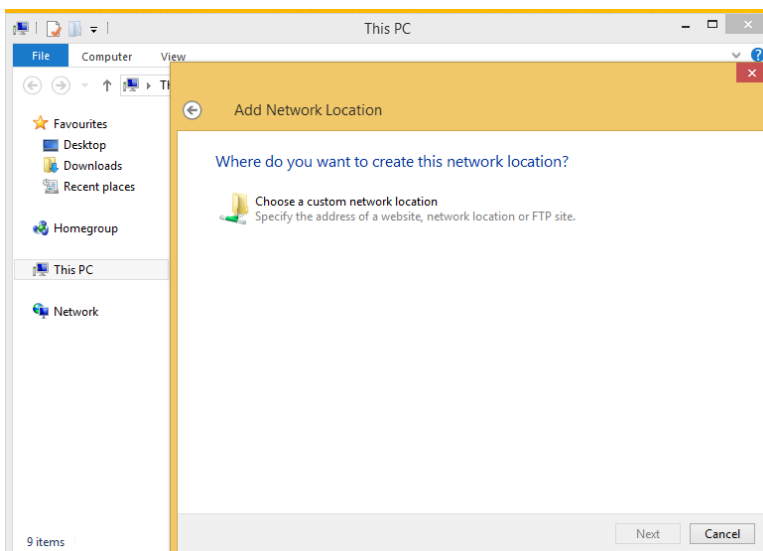 This PC
File Computer View
Add Network Location
Favourites
Desktop
Downloads
Recent places
Homegroup
This PC
Network
9 items
Where do you want to create this network location?
Choose a custom network location
Specify the address of a website, network location or FTP site.
Next Cancel